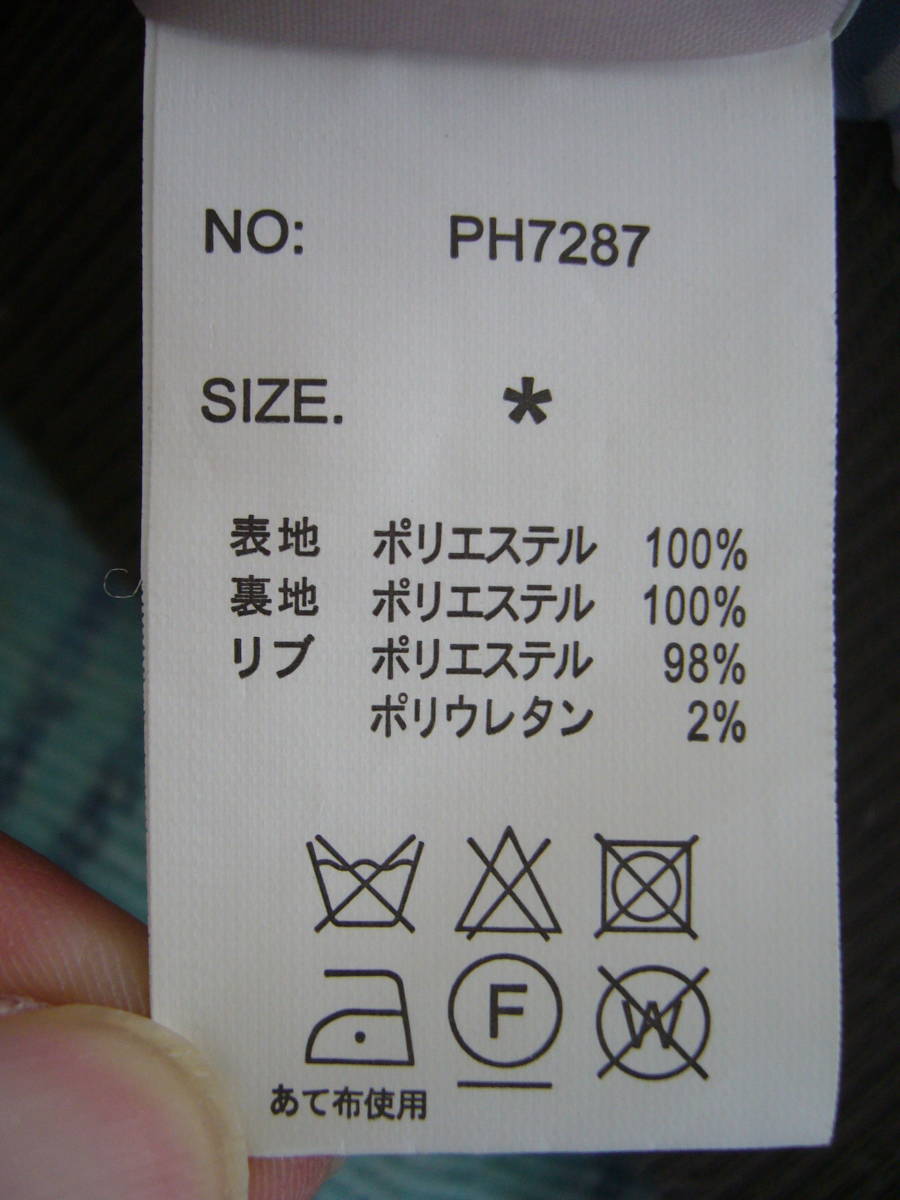 NO: PH7287
SIZE. *
表地 ポリエステル 100%
裏地 ポリエステル 100%
リブ ポリエステル 98%
ポリウレタン 2%
F W
あて布使用